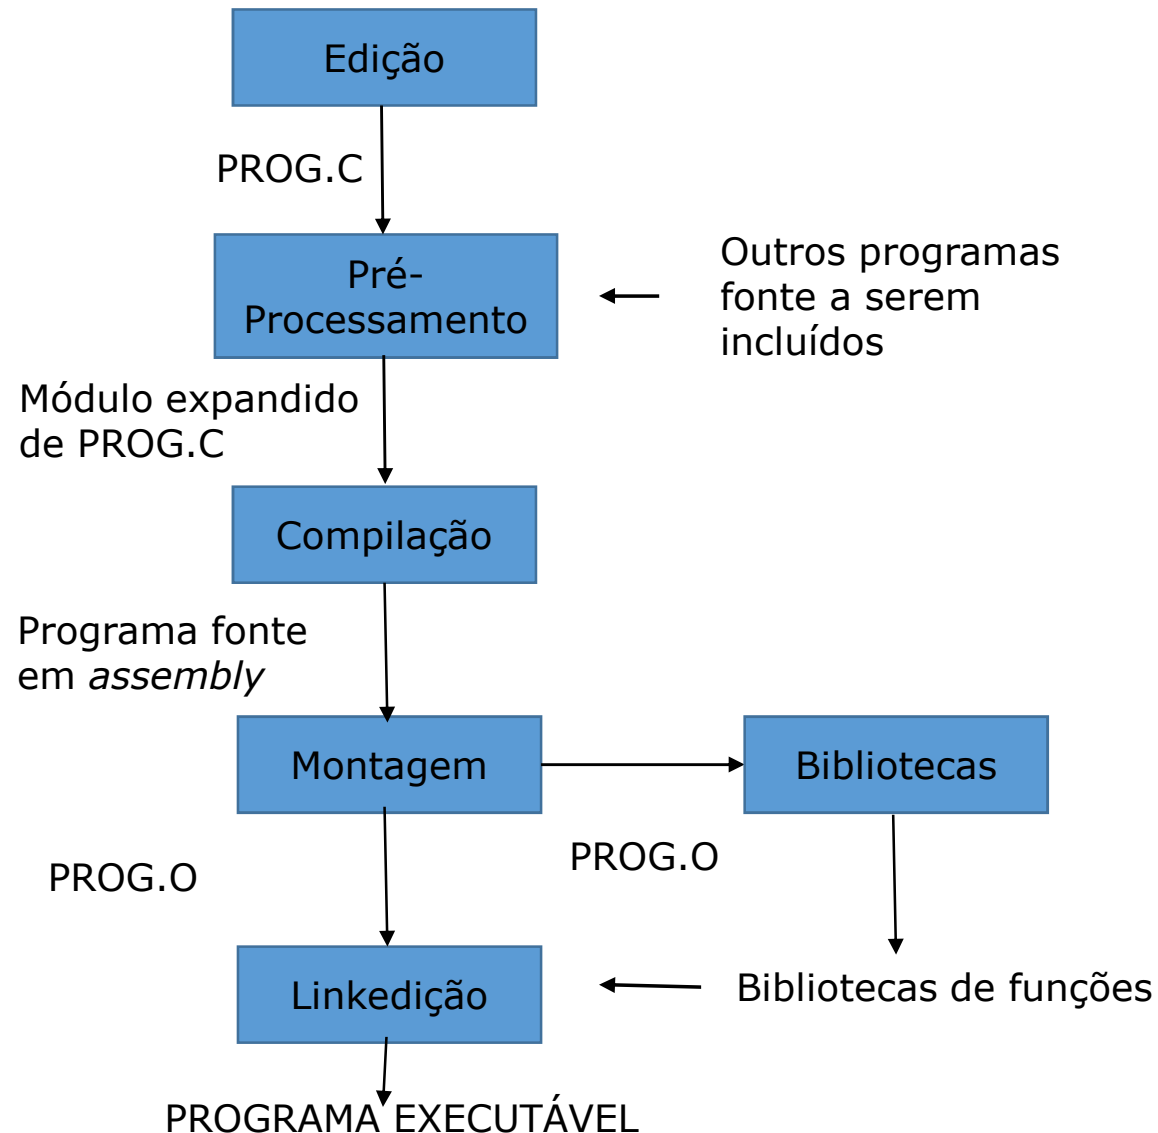 Edição
PROG.C
Pré-
Processamento
Outros programas
fonte a serem
incluídos
Módulo expandido
de PROG.C
Compilação
Programa fonte
em assembly
Montagem
Bibliotecas
PROG.O
PROG.O
Linkedição
Bibliotecas de funções
PROGRAMA EXECUTÁVEL